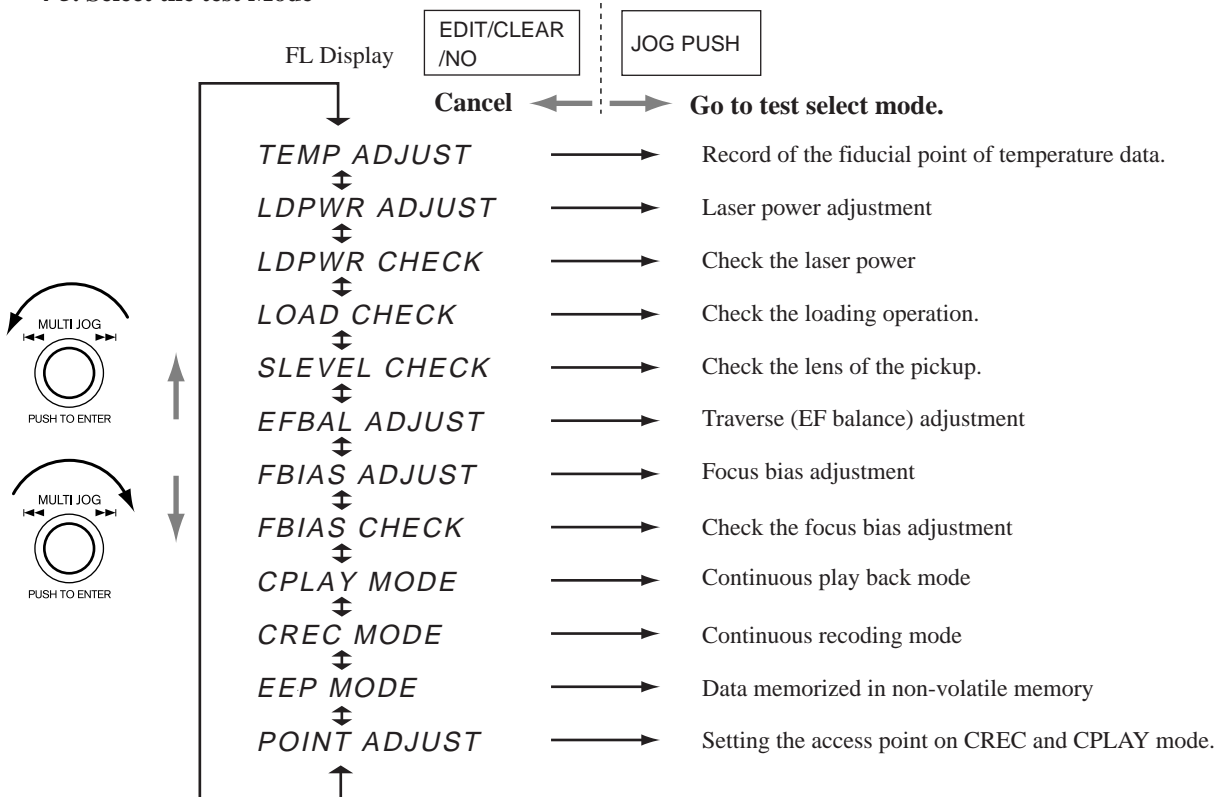 EDIT/CLEAR
/NO
JOG PUSH
FL Display
Cancel
Go to test select mode.
TEMP ADJUST
Record of the fiducial point of temperature data.
LDPWR ADJUST
Laser power adjustment
LDPWR CHECK
Check the laser power
LOAD CHECK
Check the loading operation.
SLEVEL CHECK
Check the lens of the pickup.
EFBAL ADJUST
Traverse (EF balance) adjustment
FBIAS ADJUST
Focus bias adjustment
FBIAS CHECK
Check the focus bias adjustment
CPLAY MODE
Continuous play back mode
CREC MODE
Continuous recoding mode
EEP MODE
Data memorized in non-volatile memory
POINT ADJUST
Setting the access point on CREC and CPLAY mode.
MULTI JOG
PUSH TO ENTER
MULTI JOG
PUSH TO ENTER